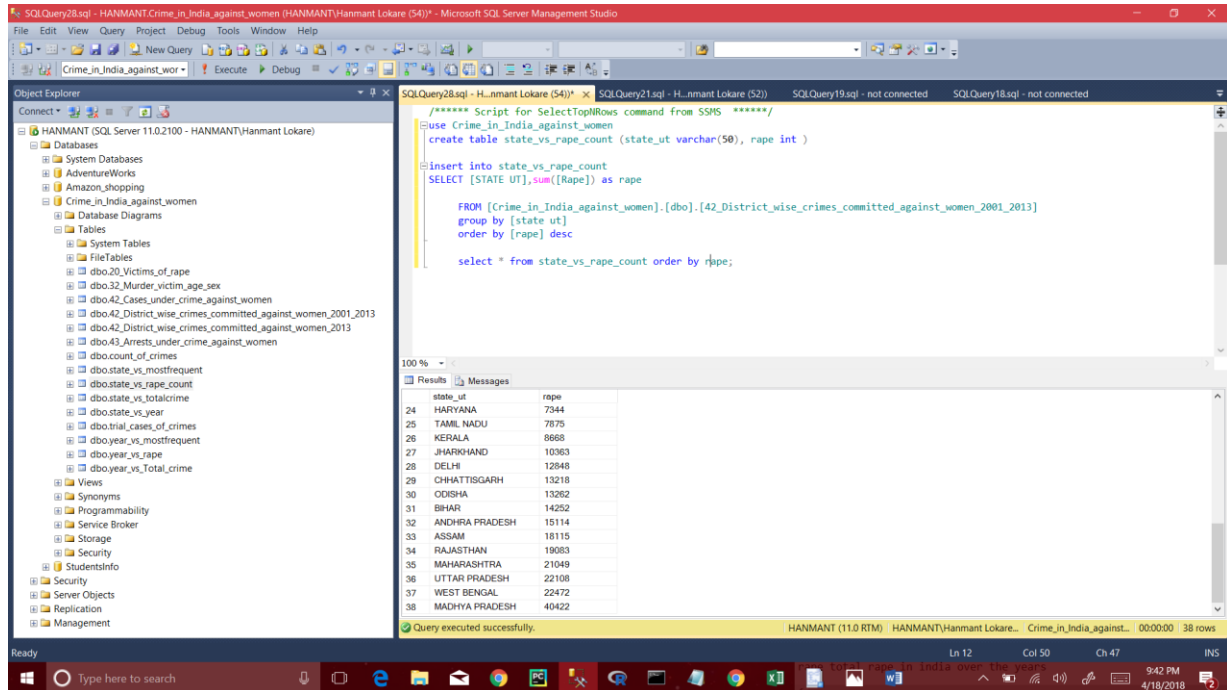 SQLQuery28.sql - HANMANT.Crime_in_India_against_women (HANMANT\Hanmant Lokare (54))* - Microsoft SQL Server Management Studio
File Edit View Query Project Debug Tools Window Help
New Query
Crime_in_India_against_wor Execute Debug
Object Explorer
Connect
HANMANT (SQL Server 11.0.2100 - HANMANT\Hanmant Lokare)
Databases
System Databases
AdventureWorks
Amazon_shopping
Crime_in_India_against_women
Database Diagrams
Tables
System Tables
FileTables
dbo.20_Victims_of_rape
dbo.32_Murder_victim_age_sex
dbo.42_Cases_under_crime_against_women
dbo.42_District_wise_crimes_committed_against_women_2001_2013
dbo.42_District_wise_crimes_committed_against_women_2013
dbo.43_Arrests_under_crime_against_women
dbo.count_of_crimes
dbo.state_vs_mostfrequent
dbo.state_vs_rape_count
dbo.state_vs_totalcrime
dbo.state_vs_year
dbo.trial_cases_of_crimes
dbo.year_vs_mostfrequent
dbo.year_vs_rape
dbo.year_vs_Total_crime
Views
Synonyms
Programmability
Service Broker
Storage
Security
StudentsInfo
Security
Server Objects
Replication
Management
SQLQuery28.sql - H...nmant Lokare (54))* SQLQuery21.sql - H...nmant Lokare (52)) SQLQuery19.sql - not connected SQLQuery18.sql - not connected
/****** Script for SelectTopNRows command from SSMS ******/
use Crime_in_India_against_women
create table state_vs_rape_count (state_ut varchar(50), rape int )
insert into state_vs_rape_count
SELECT [STATE UT],sum([Rape]) as rape
FROM [Crime_in_India_against_women].[dbo].[42_District_wise_crimes_committed_against_women_2001_2013]
group by [state ut]
order by [rape] desc
select * from state_vs_rape_count order by rape;
100 %
Results Messages
state_ut rape
24 HARYANA 7344
25 TAMIL NADU 7875
26 KERALA 8668
27 JHARKHAND 10363
28 DELHI 12848
29 CHHATTISGARH 13218
30 ODISHA 13262
31 BIHAR 14252
32 ANDHRA PRADESH 15114
33 ASSAM 18115
34 RAJASTHAN 19083
35 MAHARASHTRA 21049
36 UTTAR PRADESH 22108
37 WEST BENGAL 22472
38 MADHYA PRADESH 40422
Query executed successfully. HANMANT (11.0 RTM) HANMANT\Hanmant Lokare... Crime_in_India_against... 00:00:00 38 rows
Ready Ln 12 Col 50 Ch 47 INS
rape total rape in india over the years
Type here to search
9:42 PM
4/18/2018